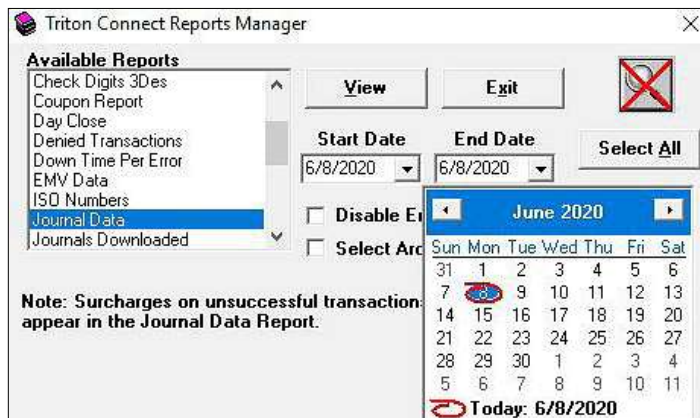 Triton Connect Reports Manager
Available Reports
Check Digits 3Des
Coupon Report
Day Close
Denied Transactions
Down Time Per Error
EMV Data
ISO Numbers
Journal Data
Journals Downloaded
View
Exit
Start Date
End Date
Select All
6/8/2020
6/8/2020
Disable
Select
Note: Surcharges on unsuccessful transaction
appear in the Journal Data Report.
June 2020
Sun Mon Tue Wed Thu Fri Sat
31 1 2 3 4 5 6
7 8 9 10 11 12 13
14 15 16 17 18 19 20
21 22 23 24 25 26 27
28 29 30 1 2 3 4
5 6 7 8 9 10 11
Today: 6/8/2020